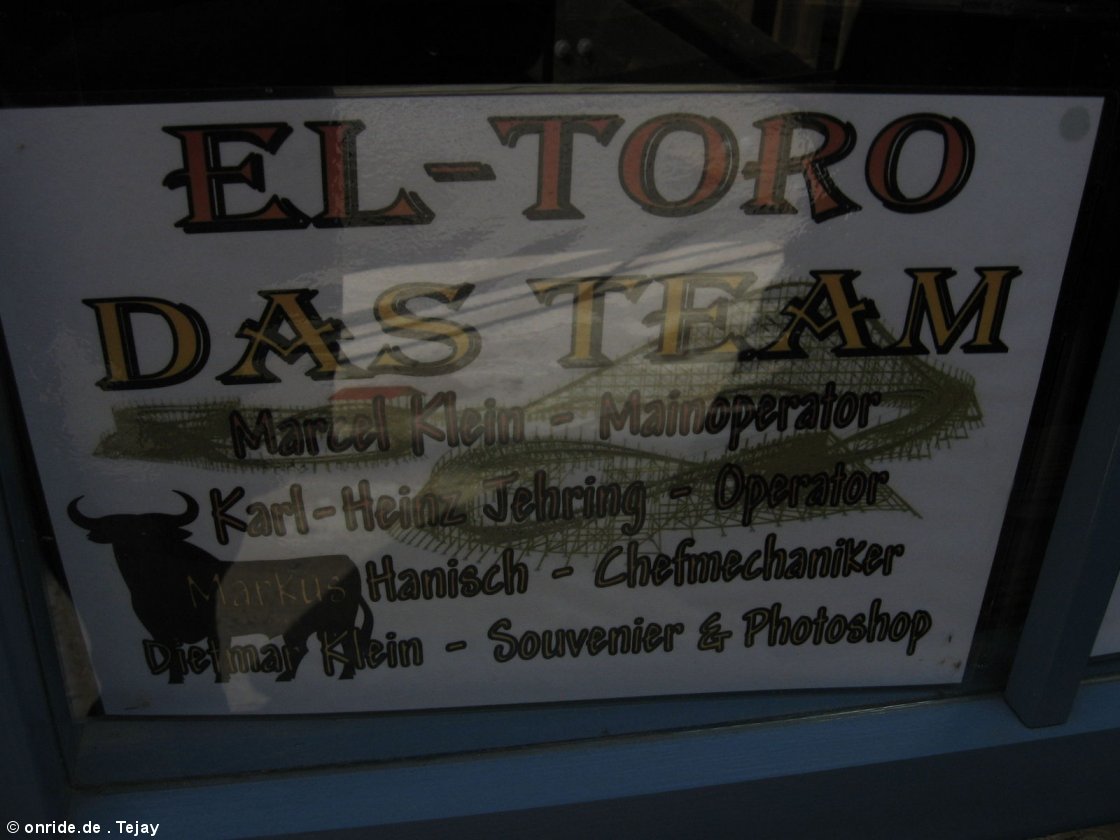 EL-TORO
DAS TEAM
Marcel Klein - Mainoperator
Karl-Heinz Jehring - Operator
Markus Hanisch - Chefmechaniker
Dietmar Klein - Souvenier & Photoshop
© onride.de . Tejay